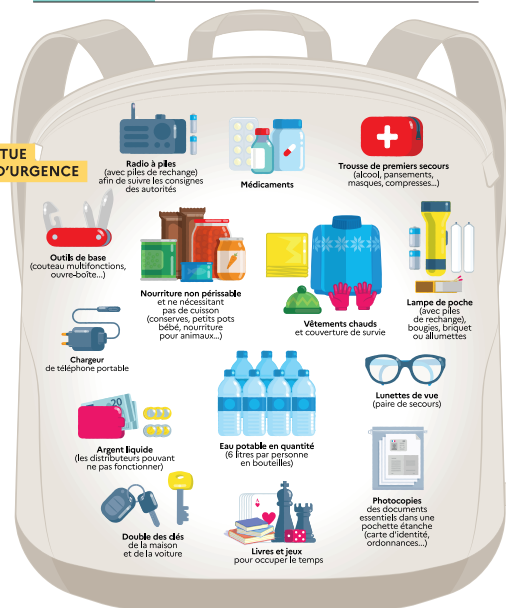 TUE
D'URGENCE
Radio à piles
(avec piles de rechange)
afin de suivre les consignes
des autorités
Médicaments
Trousse de premiers secours
(alcool, pansements,
masques, compresses...)
Outils de base
(couteau multifonctions,
ouvre-boîte...)
Nourriture non périssable
et ne nécessitant
pas de cuisson
(conserves, petits pots
bébé, nourriture
pour animaux...)
Vêtements chauds
et couverture de survie
Lampe de poche
(avec piles
de rechange),
bougies, briquet
ou allumettes
Chargeur
de téléphone portable
20
Argent liquide
(les distributeurs pouvant
ne pas fonctionner)
Eau potable en quantité
(6 litres par personne
en bouteilles)
Lunettes de vue
(paire de secours)
Double des clés
de la maison
et de la voiture
A
Livres et jeux
pour occuper le temps
Photocopies
des documents
essentiels dans une
pochette étanche
(carte d'identité,
ordonnances...)